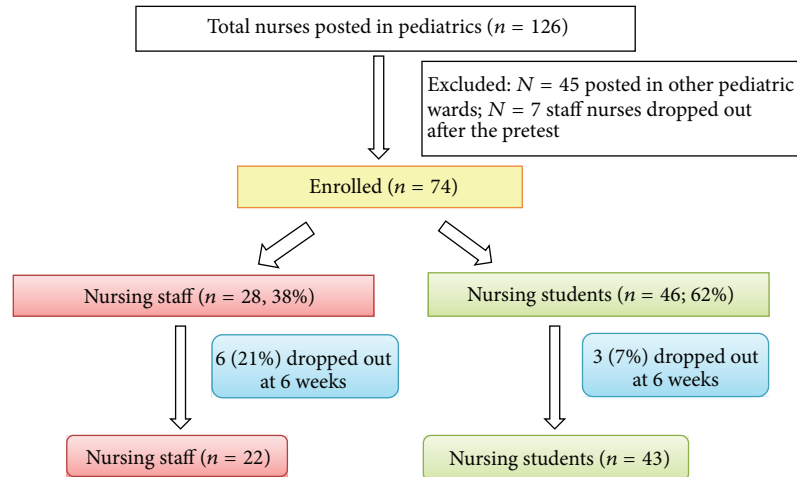 Total nurses posted in pediatrics (n = 126)
Excluded: N = 45 posted in other pediatric
wards; N = 7 staff nurses dropped out
after the pretest
Enrolled (n = 74)
Nursing staff (n = 28, 38%)
Nursing students (n = 46; 62%)
6 (21%) dropped out
at 6 weeks
3 (7%) dropped out
at 6 weeks
Nursing staff (n = 22)
Nursing students (n = 43)